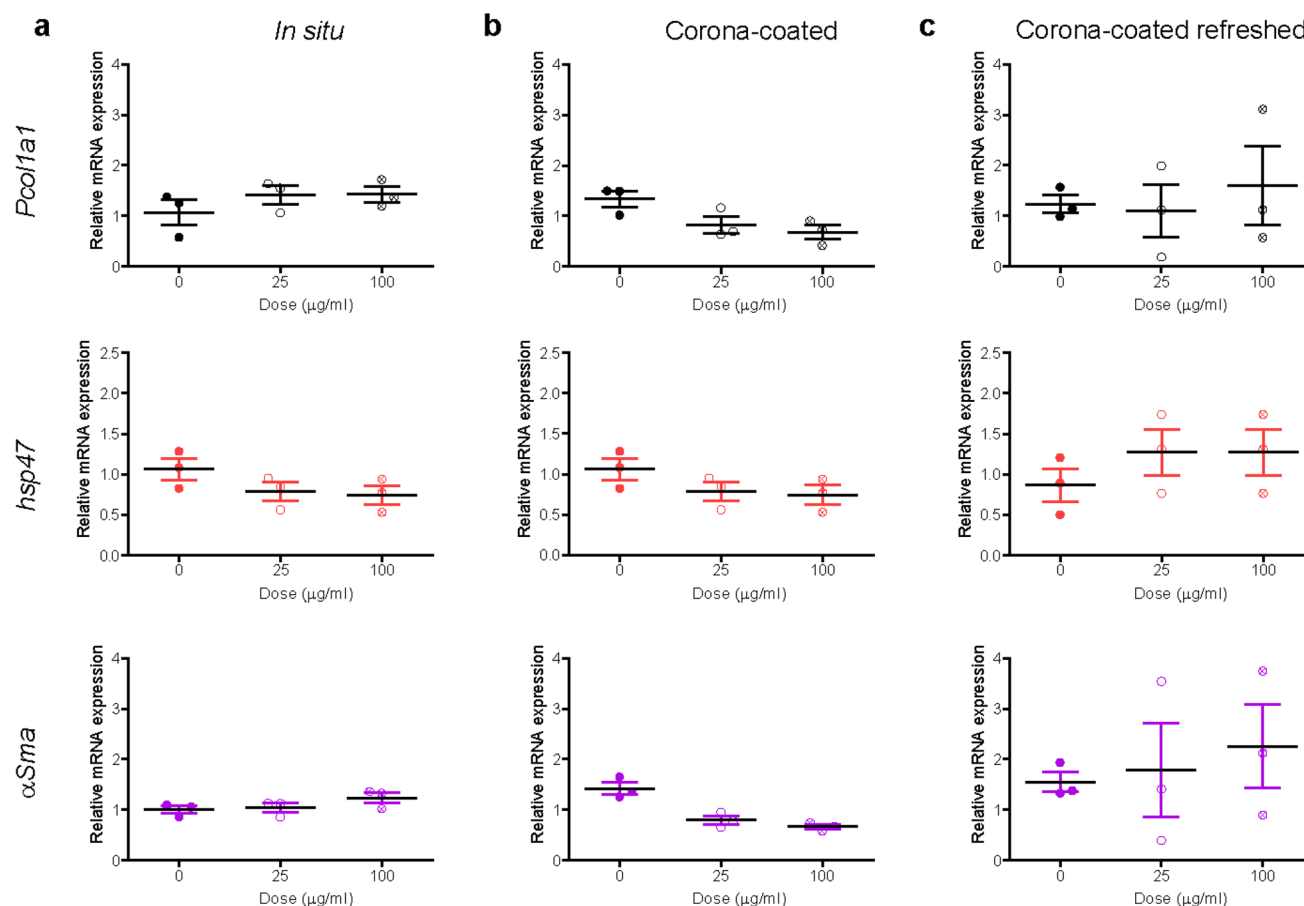 a In situ b Corona-coated c Corona-coated refreshed
Pcol1a1
Relative mRNA expression
4
3
2
1
0
0 25 100
Dose (μg/ml)
Relative mRNA expression
4
3
2
1
0
0 25 100
Dose (μg/ml)
Relative mRNA expression
4
3
2
1
0
0 25 100
Dose (μg/ml)
hsp47
Relative mRNA expression
2.5
2.0
1.5
1.0
0.5
0.0
0 25 100
Dose (μg/ml)
Relative mRNA expression
2.5
2.0
1.5
1.0
0.5
0.0
0 25 100
Dose (μg/ml)
Relative mRNA expression
2.5
2.0
1.5
1.0
0.5
0.0
0 25 100
Dose (μg/ml)
αSma
Relative mRNA expression
4
3
2
1
0
0 25 100
Dose (μg/ml)
Relative mRNA expression
4
3
2
1
0
0 25 100
Dose (μg/ml)
Relative mRNA expression
4
3
2
1
0
0 25 100
Dose (μg/ml)